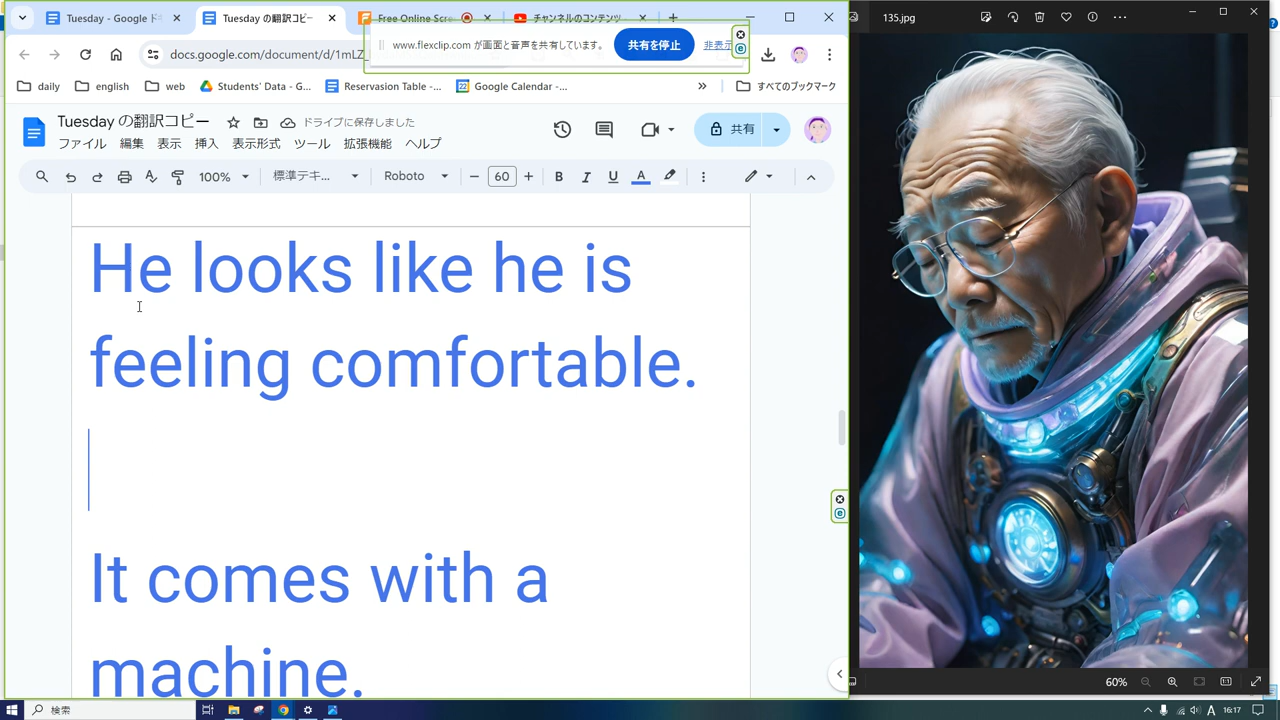 Tuesday - Google ド
Tuesday の翻訳コピー
Free Online Scre
チャンネルのコンテンツ
135.jpg
docs.google.com/document/d/1mLZ
www.flexclip.com が画面と音声を共有しています。
共有を停止
非表示
daily
english
web
Students' Data - G...
Reservasion Table -...
Google Calendar -...
すべてのブックマーク
Tuesday の翻訳コピー
ドライブに保存しました
ファイル 編集 表示 挿入 表示形式 ツール 拡張機能 ヘルプ
共有
100%
標準テキ...
Roboto
60
He looks like he is
feeling comfortable.
It comes with a
machine.
60%
検索
A
16:17